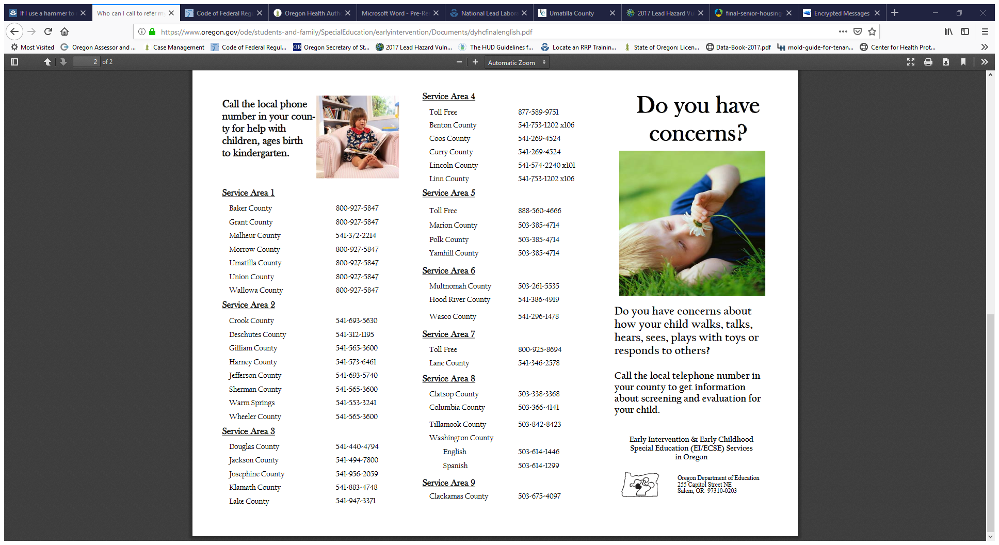 If I use a hammer to
Who can I call to refer my
Code of Federal Reg
Oregon Health Auth
Microsoft Word - Pre-Re
National Lead Labora
Umatilla County
2017 Lead Hazard Vu
final-senior-housing
Encrypted Messages
https://www.oregon.gov/ode/students-and-family/SpecialEducation/earlyintervention/Documents/dyhcfinalenglish.pdf
Most Visited
Oregon Assessor and ...
Case Management
Code of Federal Regul...
OR Oregon Secretary of St...
2017 Lead Hazard Vuln...
The HUD Guidelines f...
Locate an RRP Trainin...
State of Oregon: Licen...
Data-Book-2017.pdf
mold-guide-for-tenan...
Center for Health Prot...
2 of 2
Automatic Zoom
Call the local phone
number in your coun-
ty for help with
children, ages birth
to kindergarten.
Service Area 1
Baker County 800-927-5847
Grant County 800-927-5847
Malheur County 541-372-2214
Morrow County 800-927-5847
Umatilla County 800-927-5847
Union County 800-927-5847
Wallowa County 800-927-5847
Service Area 2
Crook County 541-693-5630
Deschutes County 541-312-1195
Gilliam County 541-565-3600
Harney County 541-573-6461
Jefferson County 541-693-5740
Sherman County 541-565-3600
Warm Springs 541-553-3241
Wheeler County 541-565-3600
Service Area 3
Douglas County 541-440-4794
Jackson County 541-494-7800
Josephine County 541-956-2059
Klamath County 541-883-4748
Lake County 541-947-3371
Service Area 4
Toll Free 877-589-9751
Benton County 541-753-1202 x106
Coos County 541-269-4524
Curry County 541-269-4524
Lincoln County 541-574-2240 x101
Linn County 541-753-1202 x106
Service Area 5
Toll Free 888-560-4666
Marion County 503-385-4714
Polk County 503-385-4714
Yamhill County 503-385-4714
Service Area 6
Multnomah County 503-261-5535
Hood River County 541-386-4919
Wasco County 541-296-1478
Service Area 7
Toll Free 800-925-8694
Lane County 541-346-2578
Service Area 8
Clatsop County 503-338-3368
Columbia County 503-366-4141
Tillamook County 503-842-8423
Washington County
English 503-614-1446
Spanish 503-614-1299
Service Area 9
Clackamas County 503-675-4097
Do you have
concerns?
Do you have concerns about
how your child walks, talks,
hears, sees, plays with toys or
responds to others?
Call the local telephone number in
your county to get information
about screening and evaluation for
your child.
Early Intervention & Early Childhood
Special Education (EI/ECSE) Services
in Oregon
Oregon Department of Education
255 Capitol Street NE
Salem, OR 97310-0203